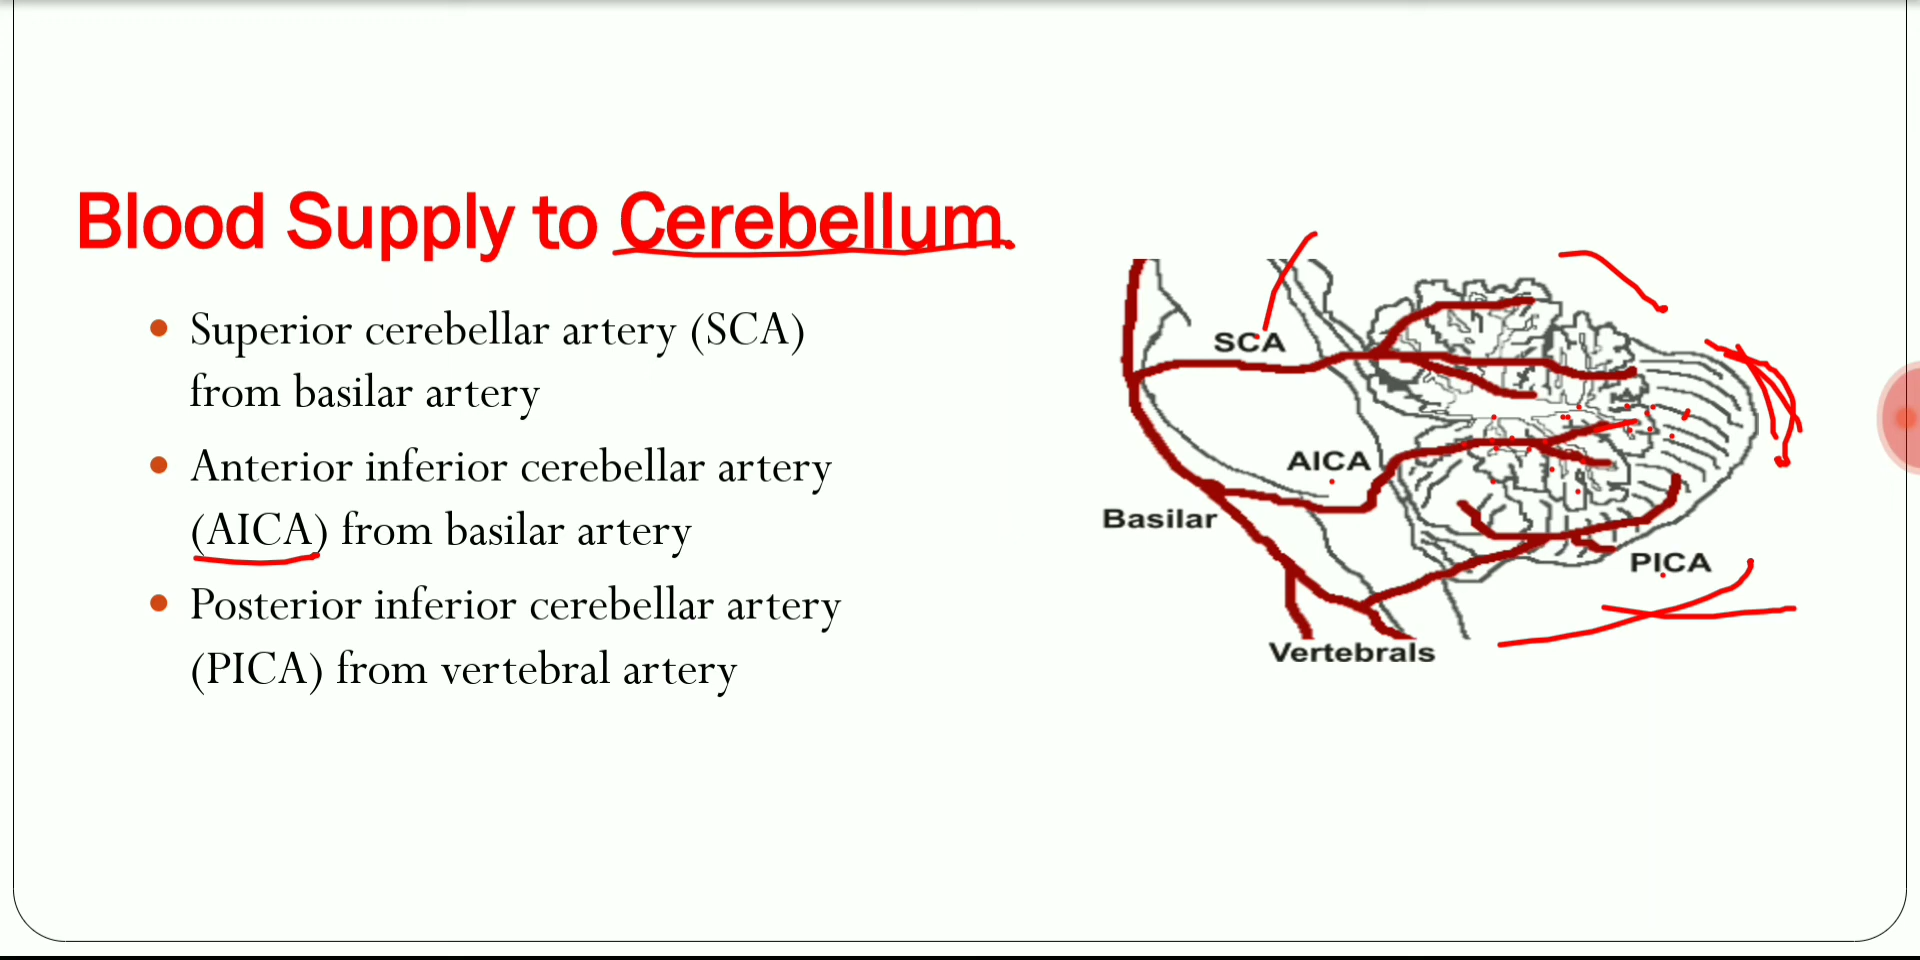 Blood Supply to Cerebellum
Superior cerebellar artery (SCA)
from basilar artery
Anterior inferior cerebellar artery
(AICA) from basilar artery
Posterior inferior cerebellar artery
(PICA) from vertebral artery
SCA
AICA
Basilar
PICA
Vertebrals